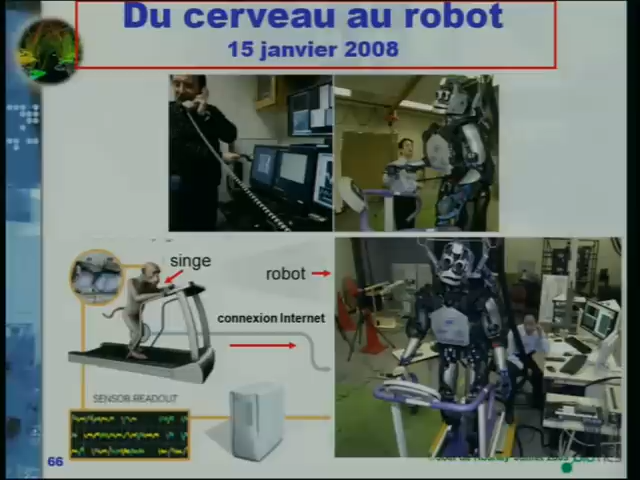 Du cerveau au robot
15 janvier 2008
singe
robot
connexion Internet
SENSOR-READOUT
66